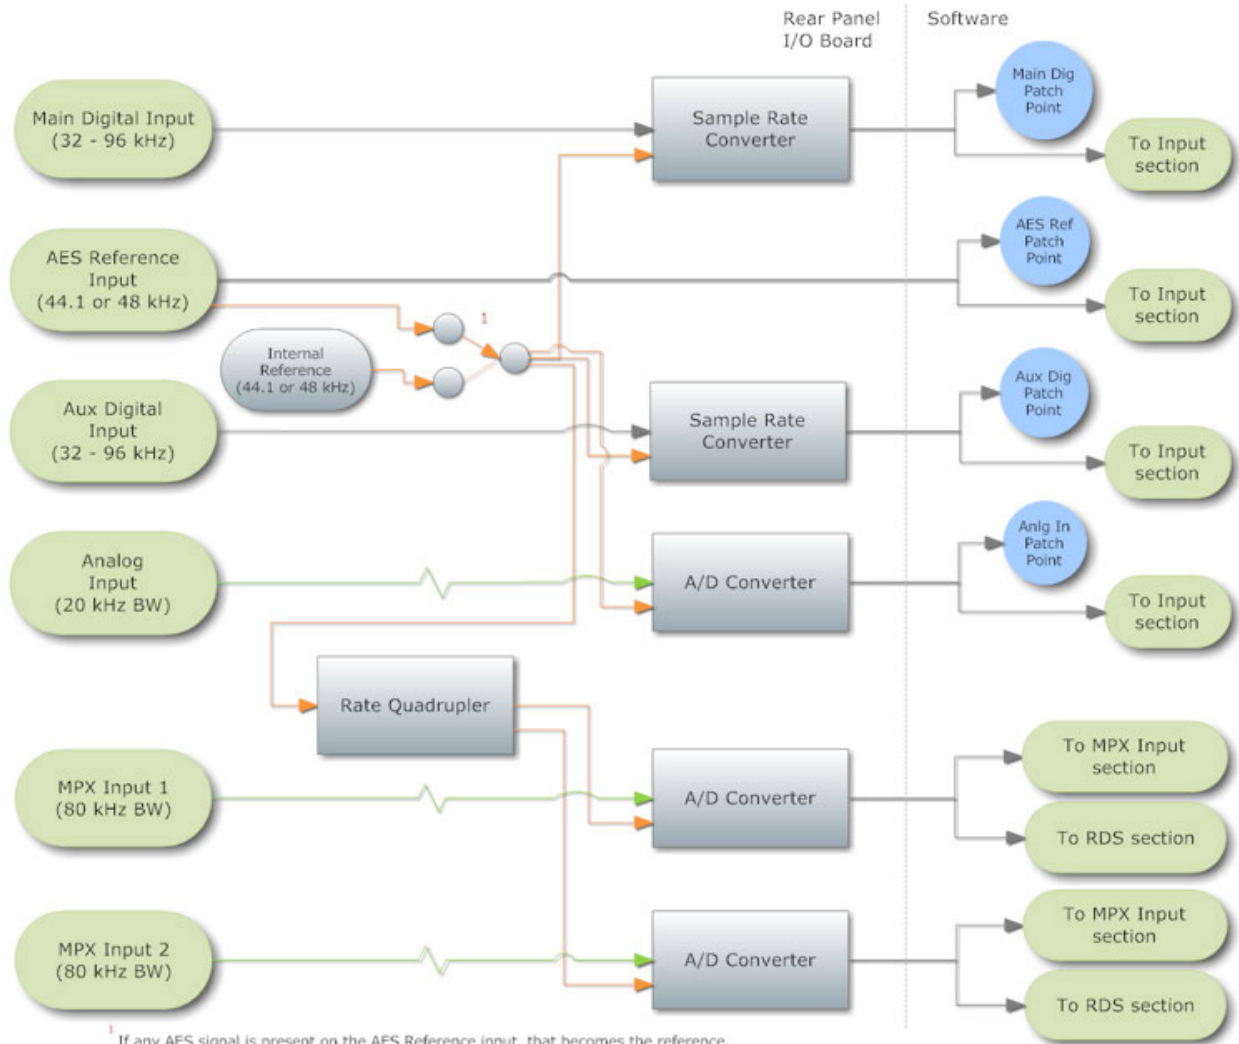 Rear Panel
I/O Board
Software
Main Digital Input
(32 - 96 kHz)
Sample Rate
Converter
Main Dig
Patch
Point
To Input
section
AES Reference
Input
(44.1 or 48 kHz)
AES Ref
Patch
Point
To Input
section
1
Internal
Reference
(44.1 or 48 kHz)
Aux Digital
Input
(32 - 96 kHz)
Sample Rate
Converter
Aux Dig
Patch
Point
To Input
section
Analog
Input
(20 kHz BW)
A/D Converter
Anlg In
Patch
Point
To Input
section
Rate Quadrupler
MPX Input 1
(80 kHz BW)
A/D Converter
To MPX Input
section
To RDS section
MPX Input 2
(80 kHz BW)
A/D Converter
To MPX Input
section
To RDS section
1 If any AES signal is present on the AES Reference input, that becomes the reference.